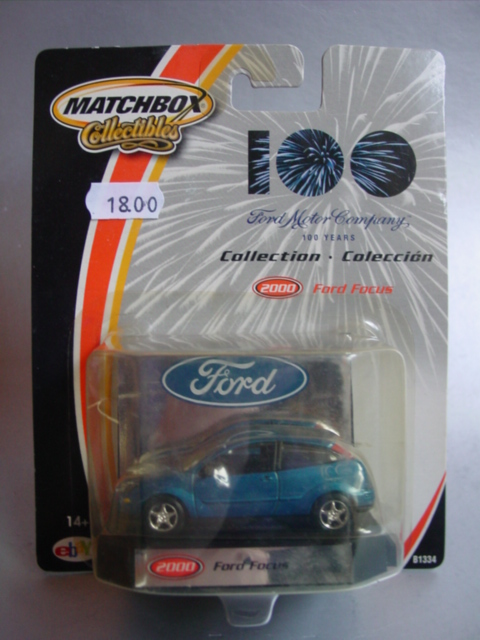 MATCHBOX
Collectibles
18.00
100
Ford Motor Company,
100 YEARS
Collection · Colección
2000 Ford Focus
Ford
14+
eb
2000 Ford Focus
B1334